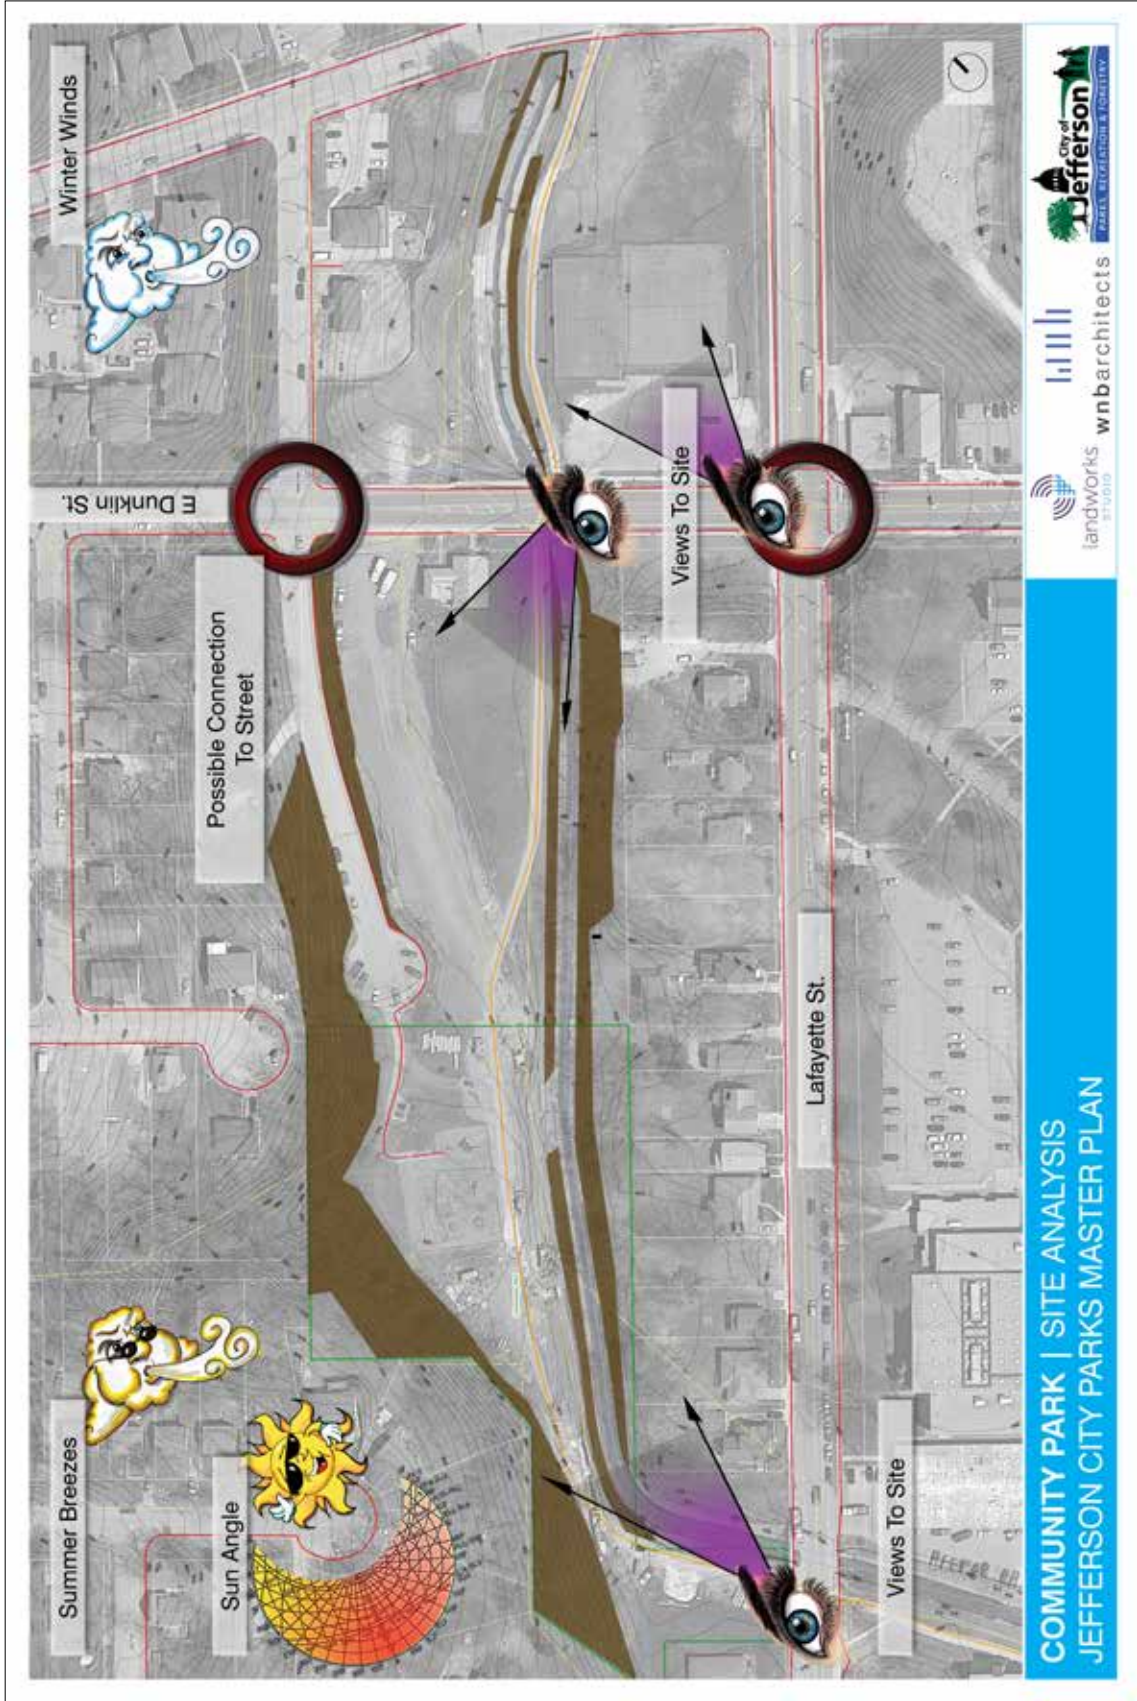 Summer Breezes
Winter Winds
Sun Angle
Possible Connection
To Street
E Dunklin St.
Views To Site
Lafayette St.
Views To Site
COMMUNITY PARK | SITE ANALYSIS
JEFFERSON CITY PARKS MASTER PLAN
landworks
STUDIO
wnbarchitects
City of
Jefferson
PARKS, RECREATION & FORESTRY